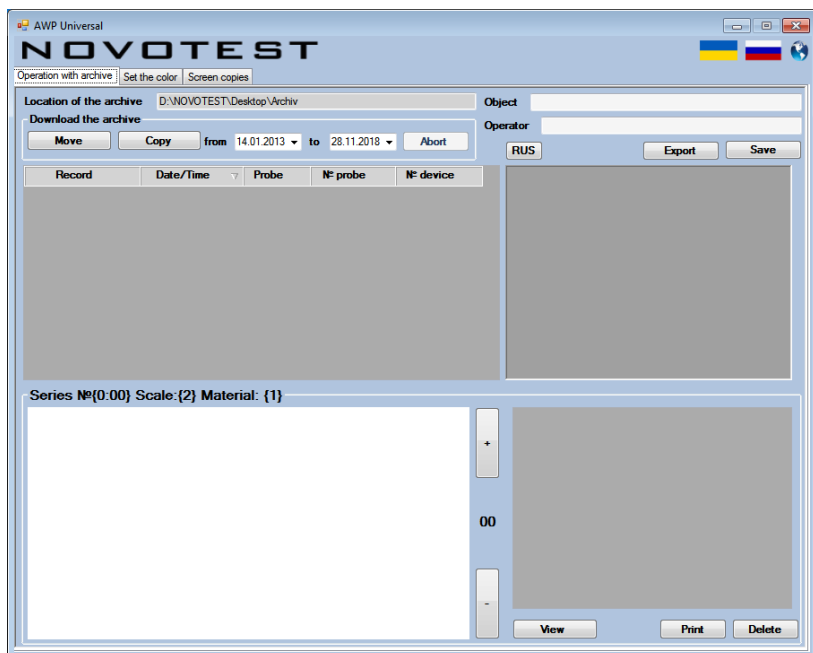 AWP Universal
NOVOTEST
Operation with archive Set the color Screen copies
Location of the archive D:\NOVOTEST\Desktop\Archiv Object
Download the archive
Operator
Move Copy from 14.01.2013 to 28.11.2018 Abort
RUS Export Save
Record Date/Time Probe № probe № device
Series №{0:00} Scale:{2} Material: {1}
+
00
-
View Print Delete